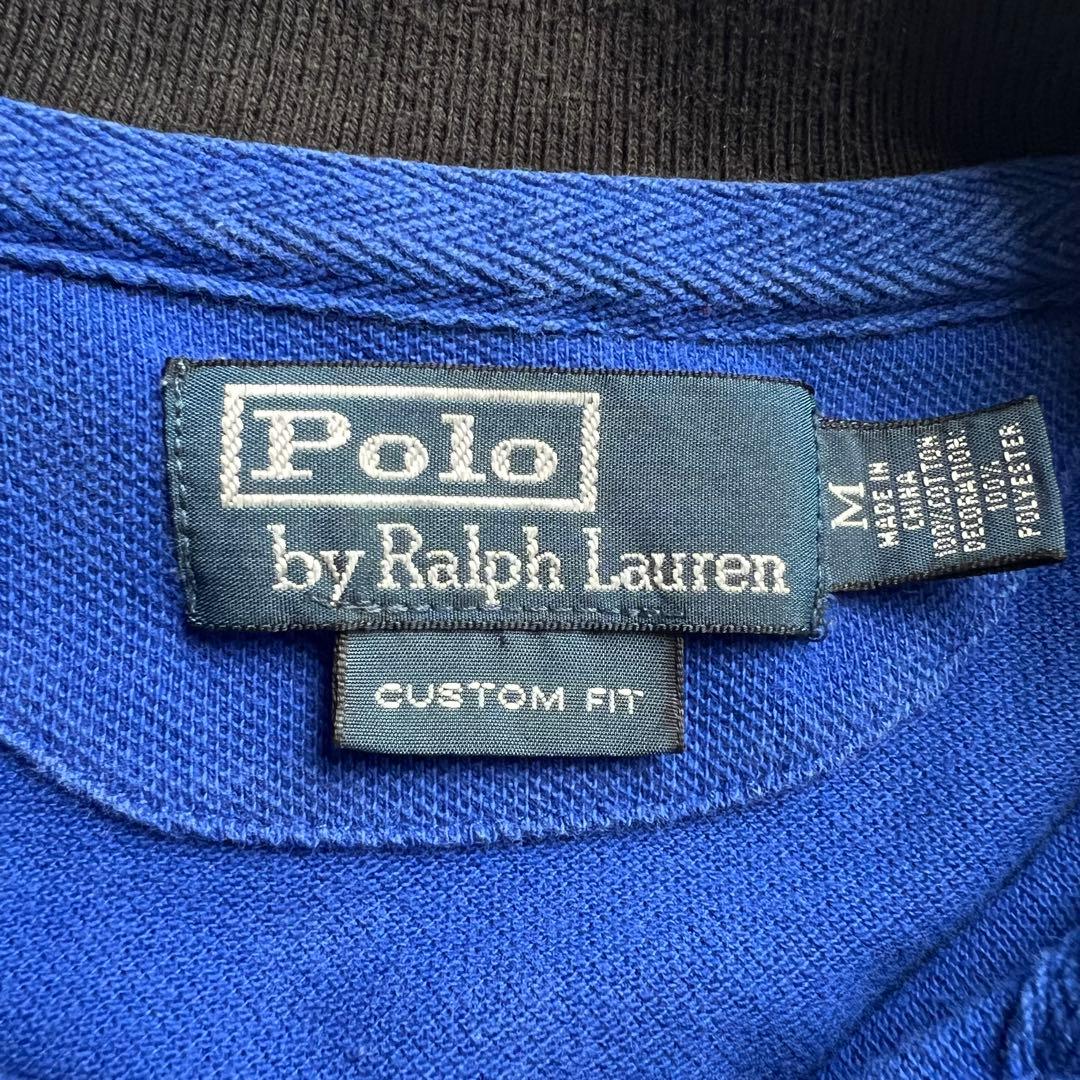 Polo
by Ralph Lauren
CUSTOM FIT
M
MADE IN
CHINA
100%COTTON
DECORATION:
100%
POLYESTER